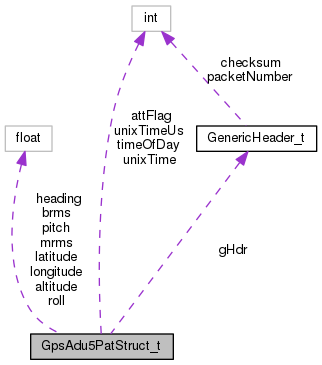 int
checksum
packetNumber
attFlag
unixTimeUs
timeOfDay
unixTime
float
GenericHeader_t
heading
brms
pitch
mrms
latitude
longitude
altitude
roll
gHdr
GpsAdu5PatStruct_t